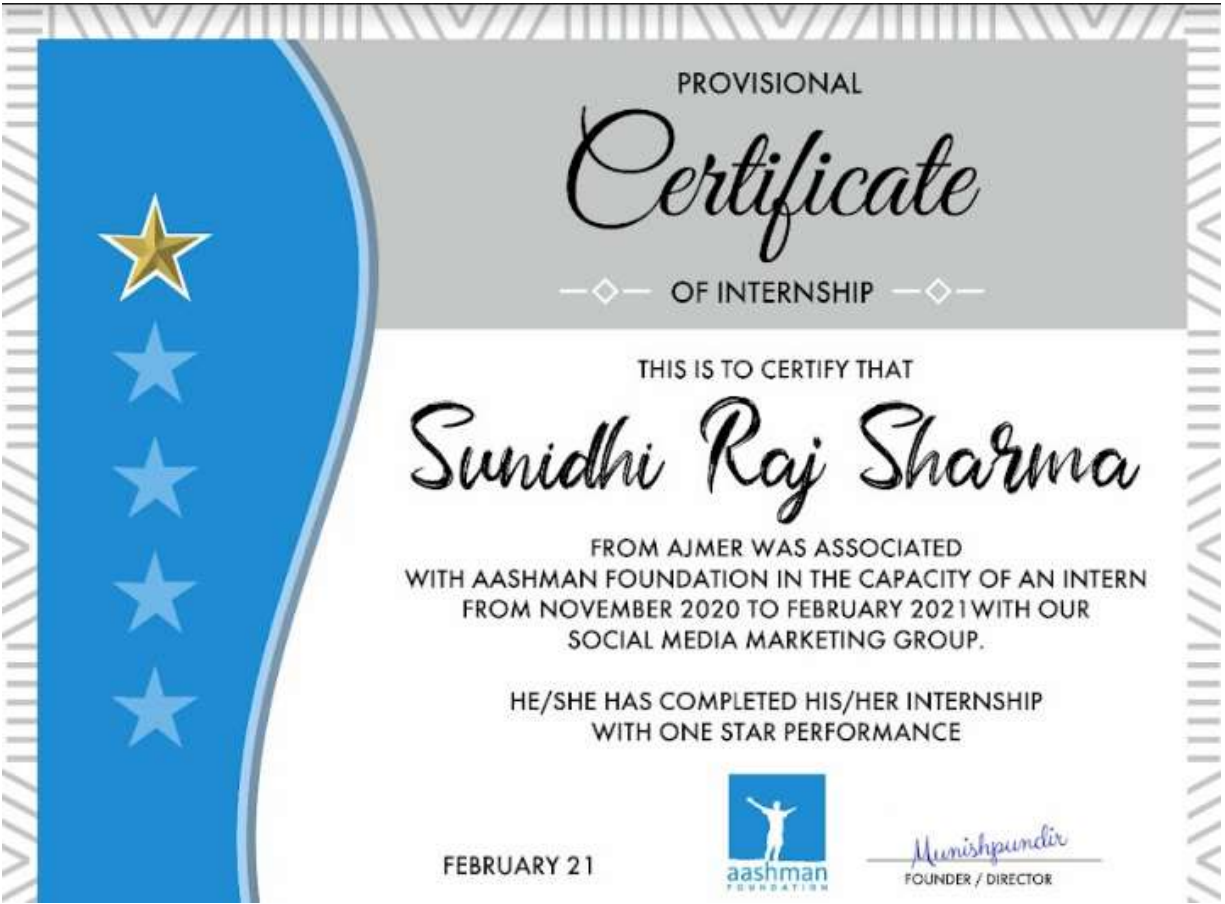 PROVISIONAL
Certificate
OF INTERNSHIP
THIS IS TO CERTIFY THAT
Sunidhi Raj Sharma
FROM AJMER WAS ASSOCIATED
WITH AASHMAN FOUNDATION IN THE CAPACITY OF AN INTERN
FROM NOVEMBER 2020 TO FEBRUARY 2021WITH OUR
SOCIAL MEDIA MARKETING GROUP.
HE/SHE HAS COMPLETED HIS/HER INTERNSHIP
WITH ONE STAR PERFORMANCE
FEBRUARY 21
aashman
FOUNDATION
Munishpundir
FOUNDER / DIRECTOR